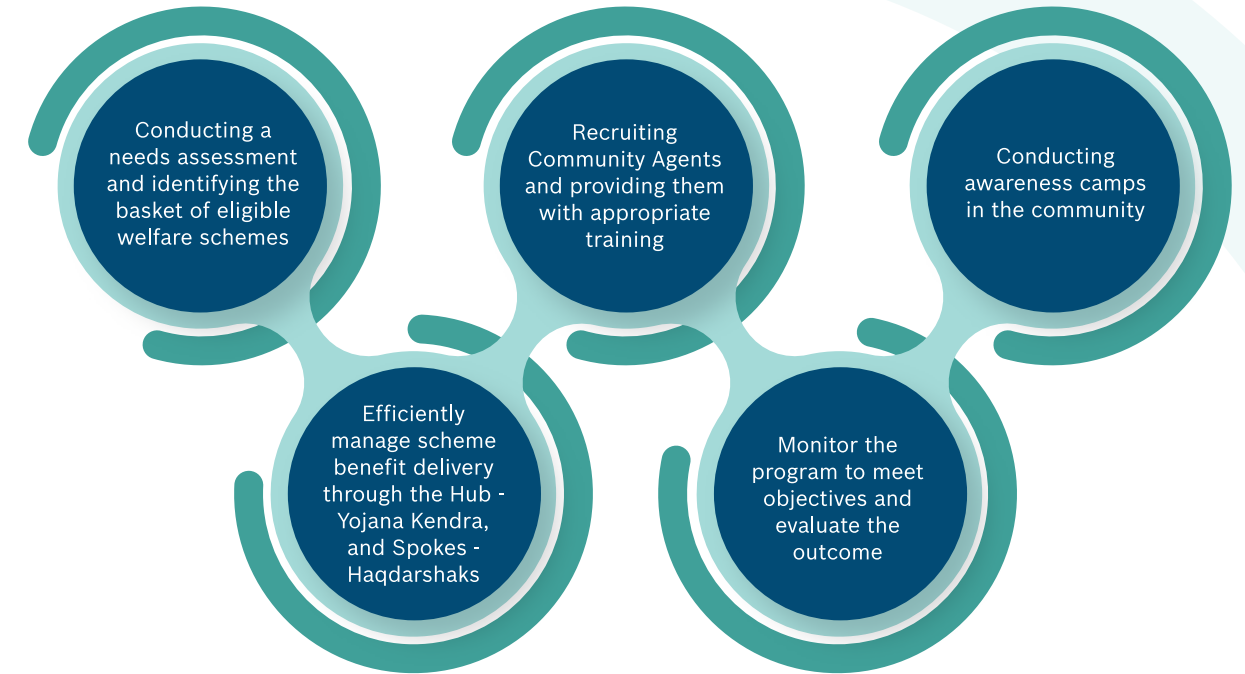 Conducting a
needs assessment
and identifying the
basket of eligible
welfare schemes
Recruiting
Community Agents
and providing them
with appropriate
training
Conducting
awareness camps
in the community
Efficiently
manage scheme
benefit delivery
through the Hub -
Yojana Kendra,
and Spokes -
Haqdarshaks
Monitor the
program to meet
objectives and
evaluate the
outcome